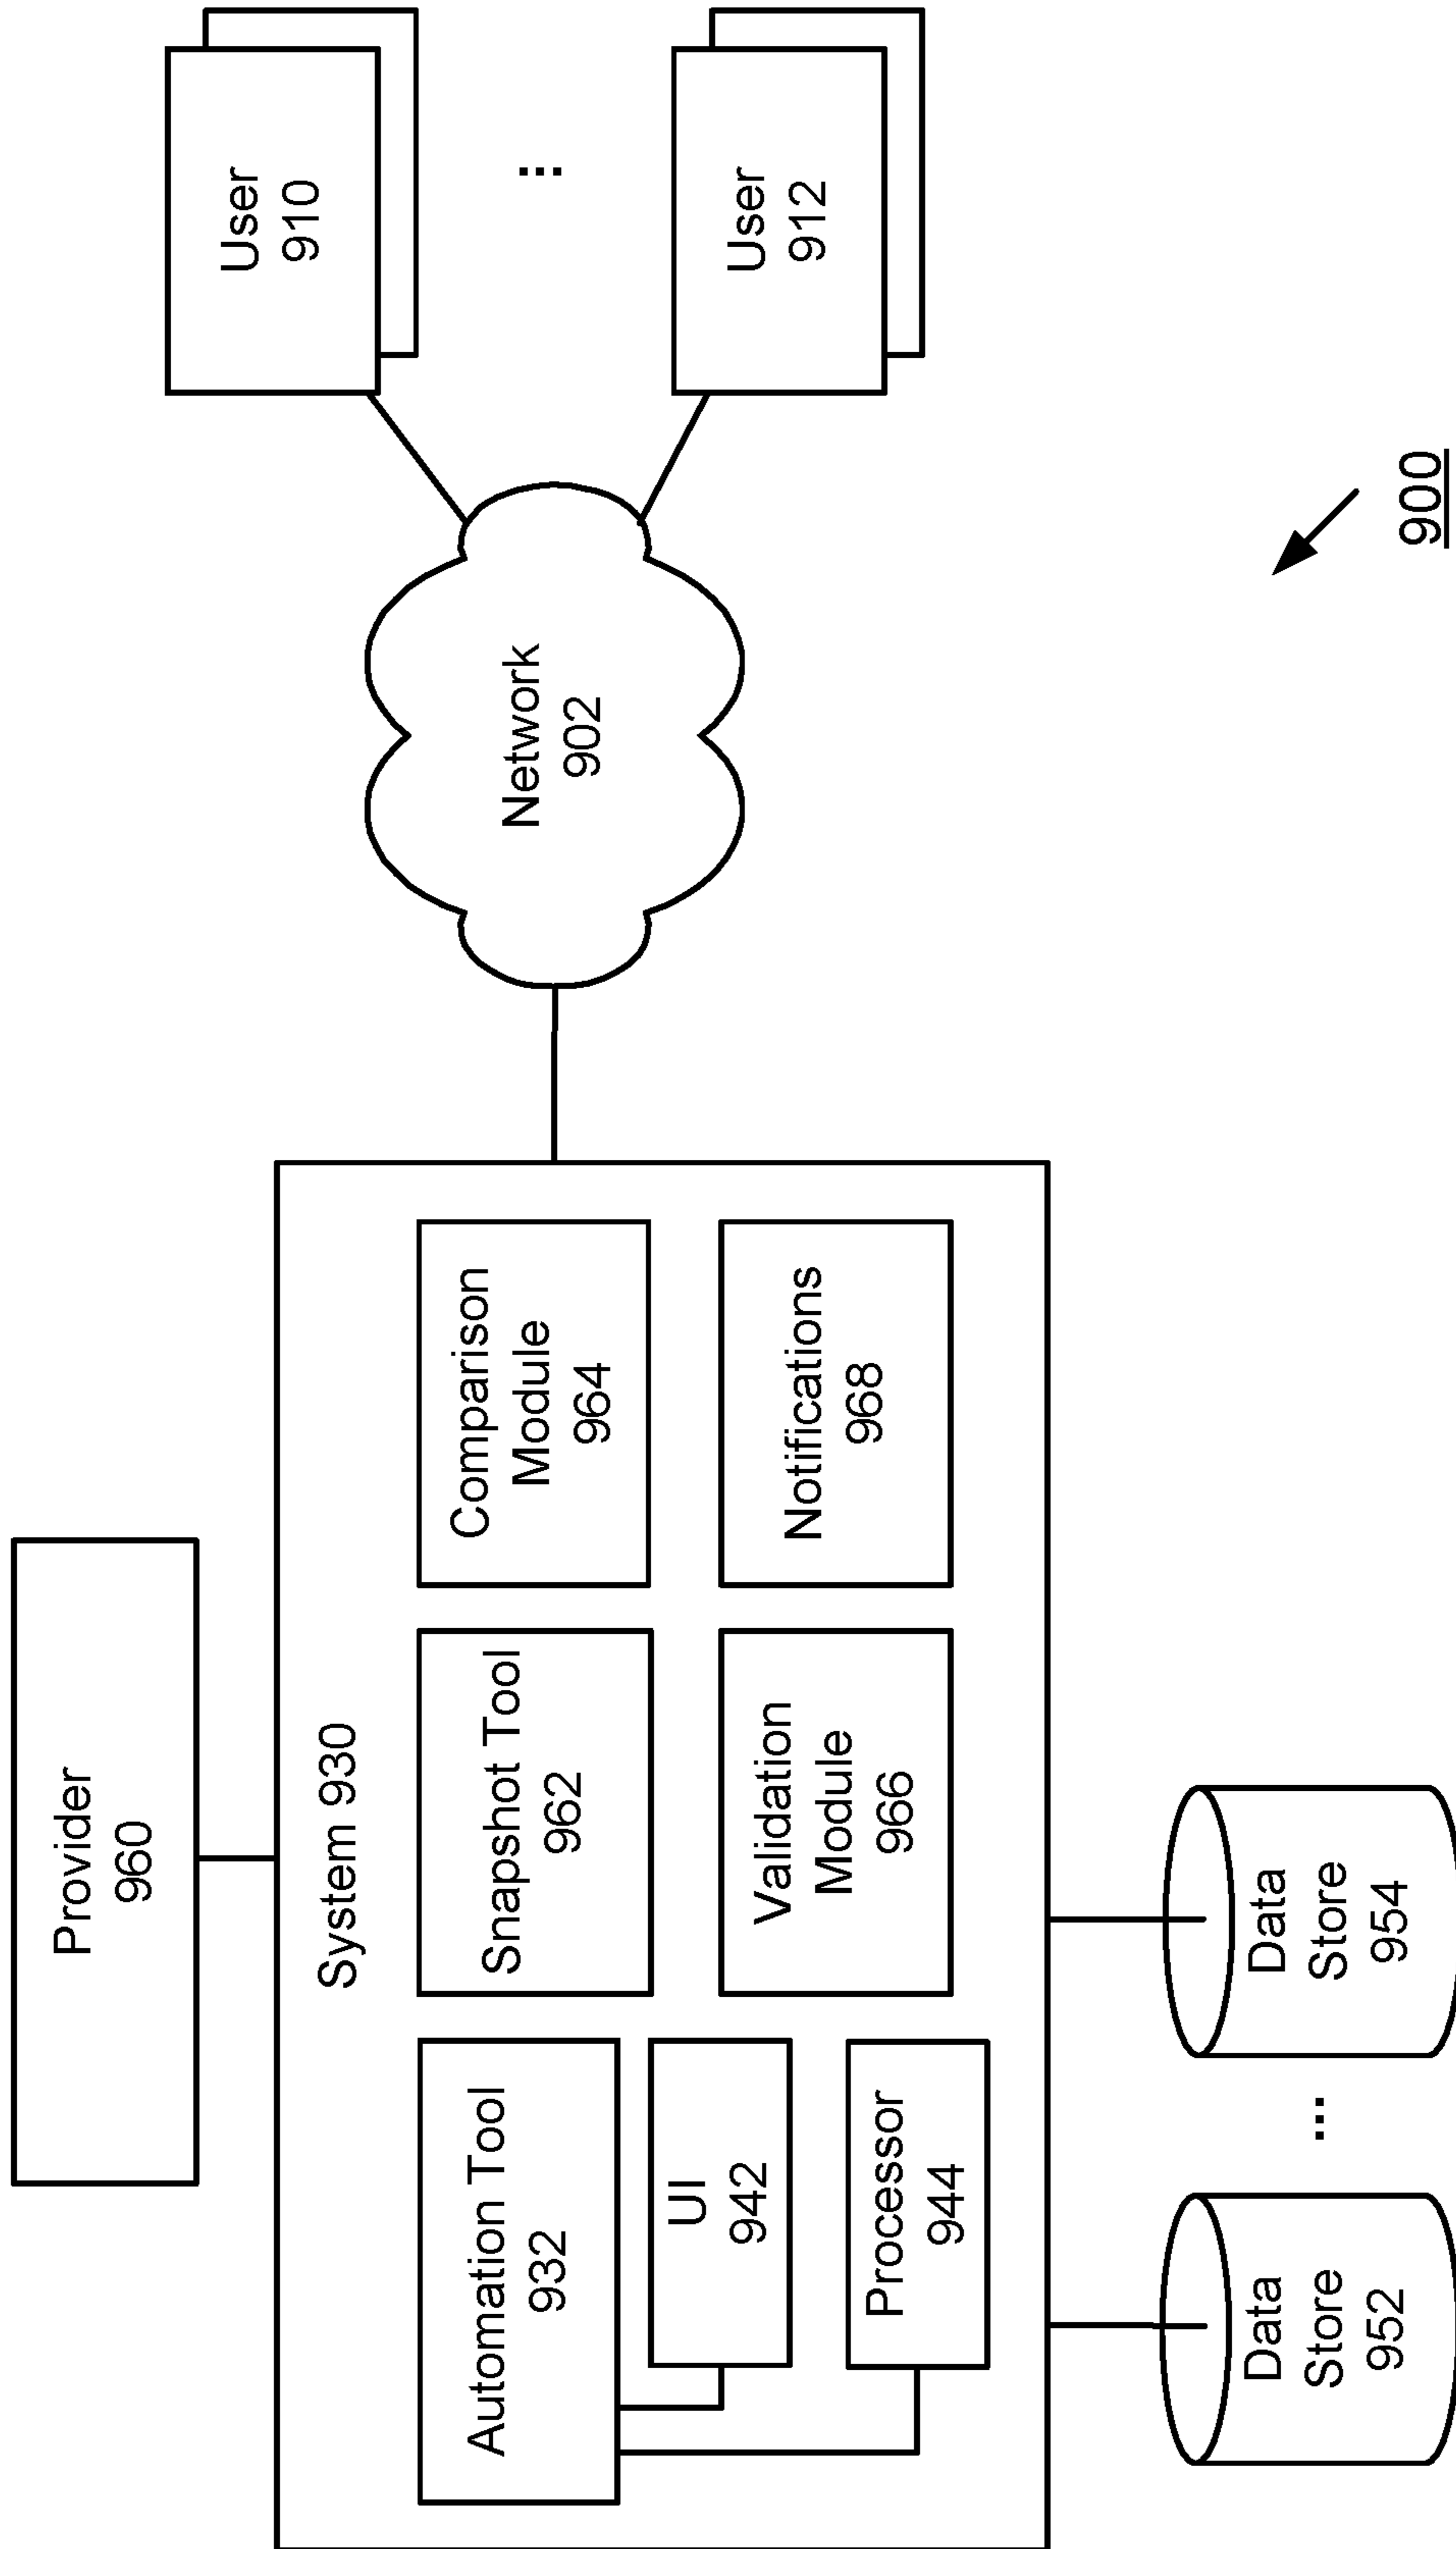 Provider
960
System 930
Automation Tool
932
UI
942
Processor
944
Snapshot Tool
962
Validation
Module
966
Comparison
Module
964
Notifications
968
Data
Store
952
...
Data
Store
954
Network
902
User
910
...
User
912
900